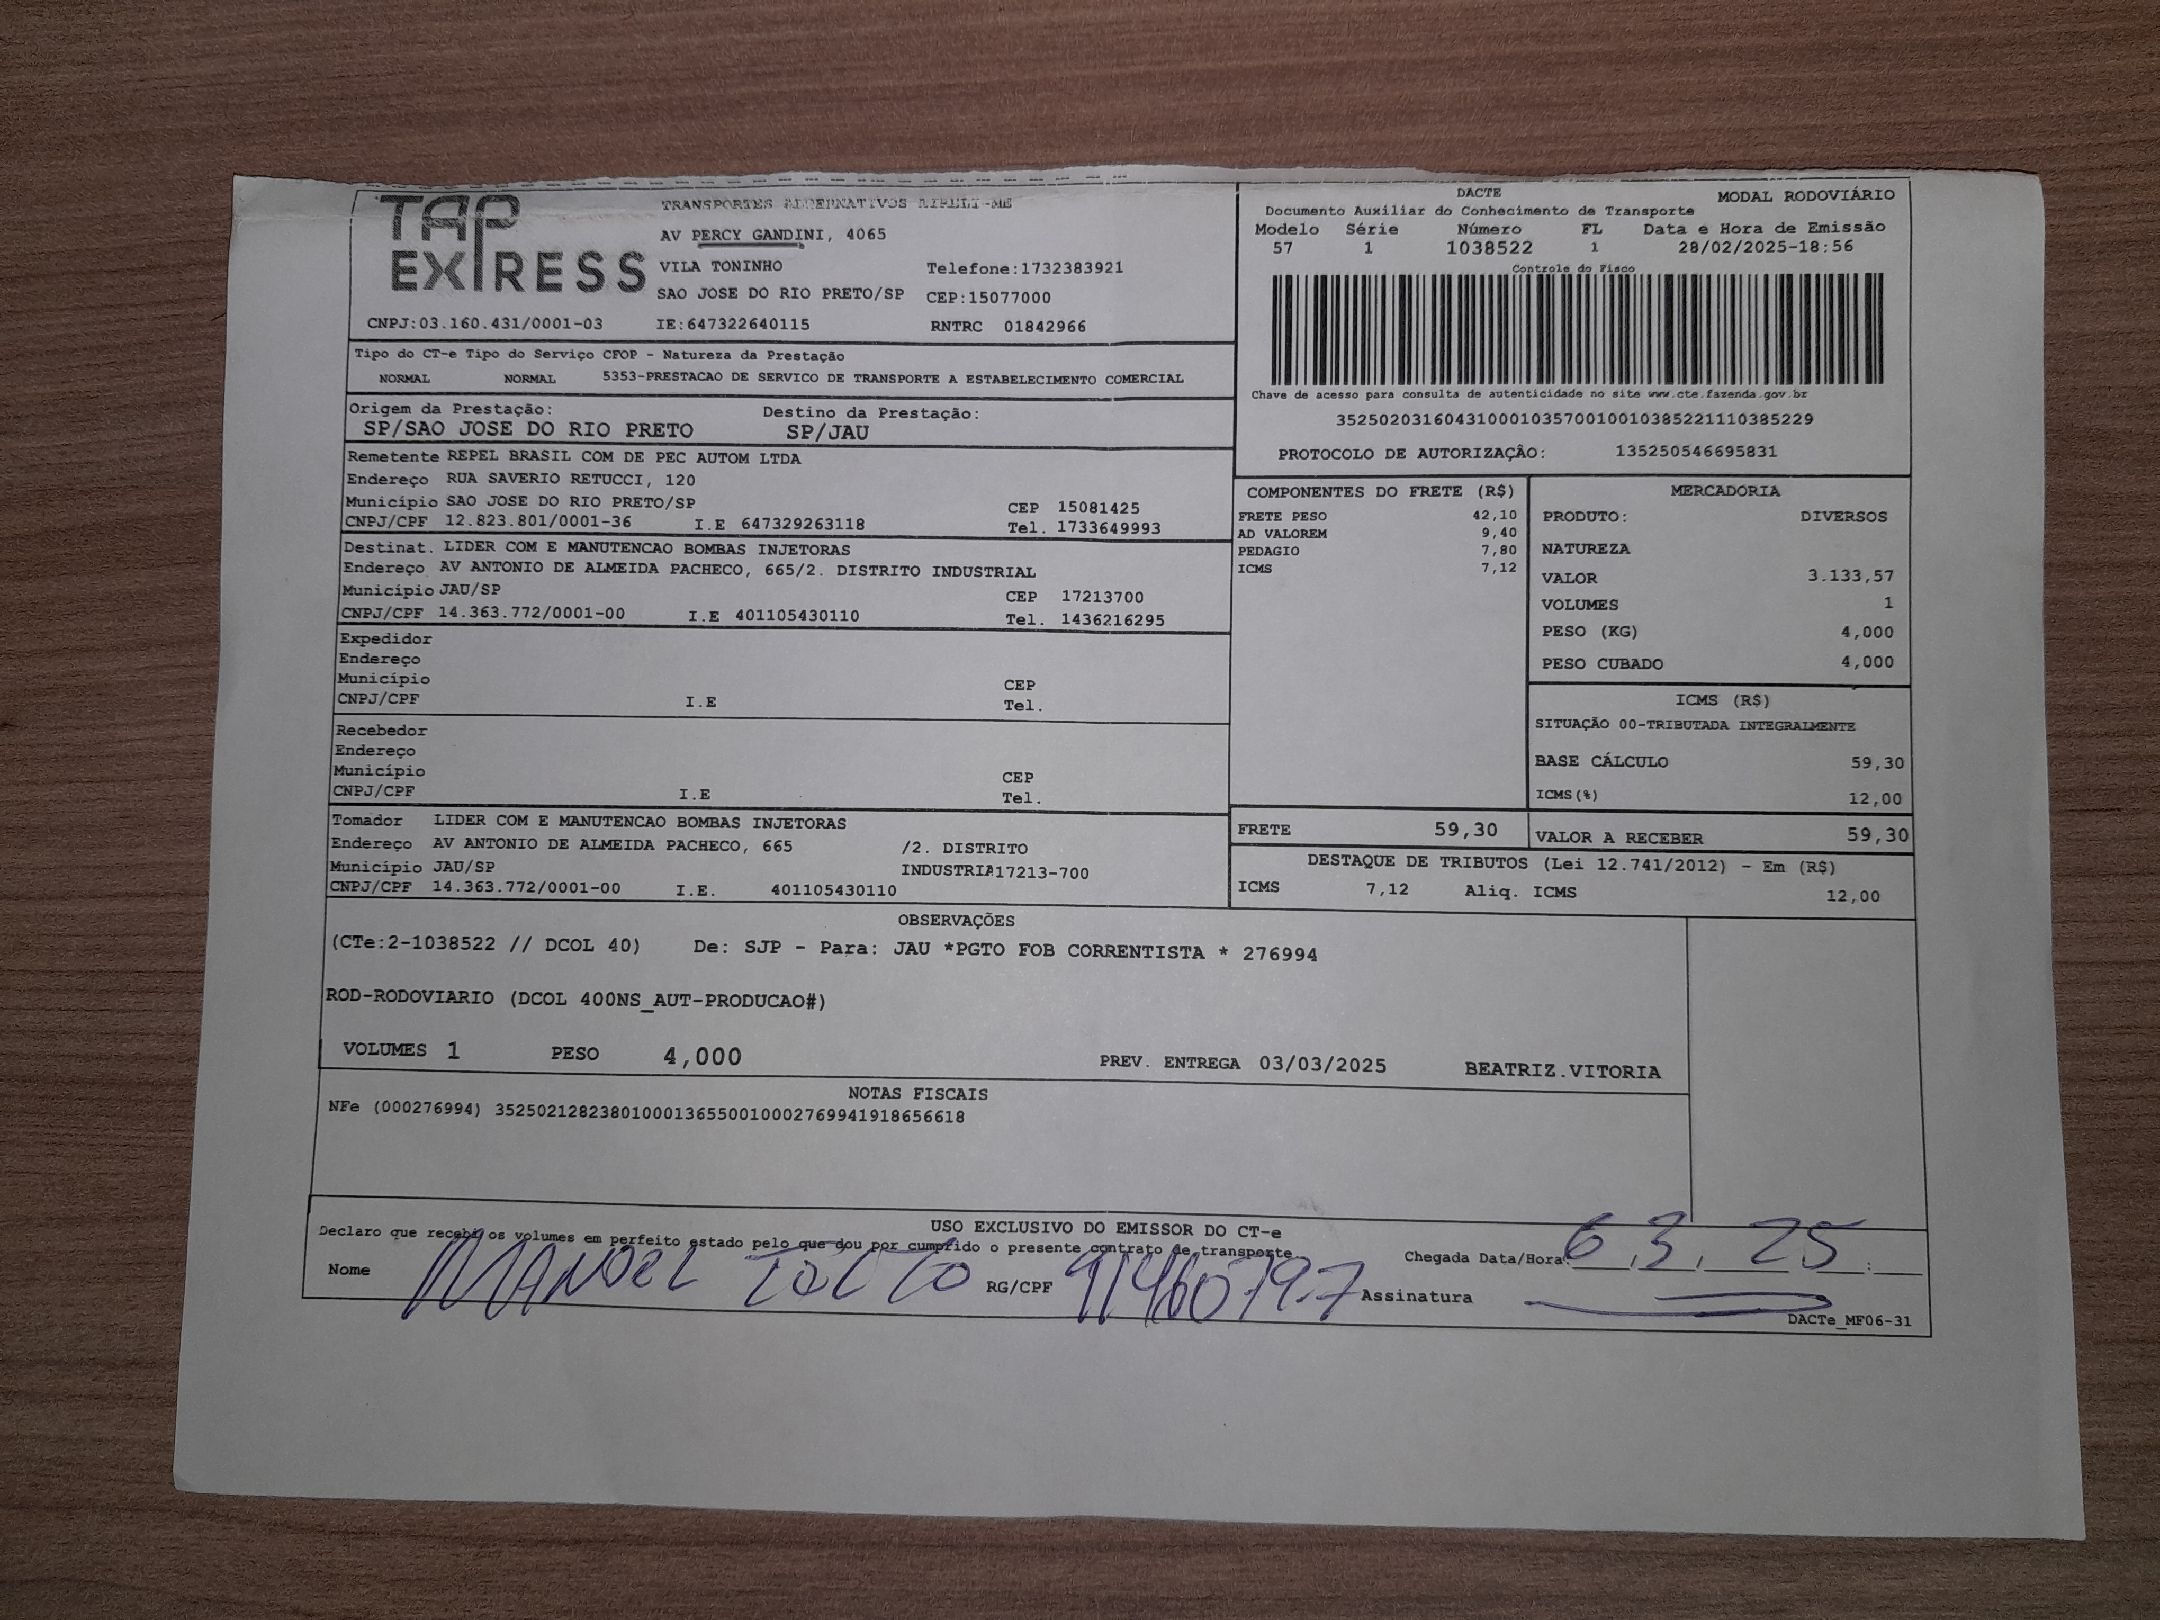 TAP EXPRESS
TRANSPORTES ALTERNATIVOS EIRELI-ME
AV PERCY GANDINI, 4065
VILA TONINHO Telefone:1732383921
SAO JOSE DO RIO PRETO/SP CEP:15077000
CNPJ:03.160.431/0001-03 IE:647322640115 RNTRC 01842966
DACTE MODAL RODOVIÁRIO
Documento Auxiliar do Conhecimento de Transporte
Modelo Série Número FL Data e Hora de Emissão
57 1 1038522 1 28/02/2025-18:56
Controle do Fisco
Chave de acesso para consulta de autenticidade no site www.cte.fazenda.gov.br
35250203160431000103570010010385221110385229
PROTOCOLO DE AUTORIZAÇÂO: 135250546695831
Tipo do CT-e Tipo do Serviço CFOP - Natureza da Prestação
NORMAL NORMAL 5353-PRESTACAO DE SERVICO DE TRANSPORTE A ESTABELECIMENTO COMERCIAL
Origem da Prestação: Destino da Prestação:
SP/SAO JOSE DO RIO PRETO SP/JAU
Remetente REPEL BRASIL COM DE PEC AUTOM LTDA
Endereço RUA SAVERIO RETUCCI, 120
Município SAO JOSE DO RIO PRETO/SP CEP 15081425
CNPJ/CPF 12.823.801/0001-36 I.E 647329263118 Tel. 1733649993
Destinat. LIDER COM E MANUTENCAO BOMBAS INJETORAS
Endereço AV ANTONIO DE ALMEIDA PACHECO, 665/2. DISTRITO INDUSTRIAL
Município JAU/SP CEP 17213700
CNPJ/CPF 14.363.772/0001-00 I.E 401105430110 Tel. 1436216295
Expedidor
Endereço
Município CEP
CNPJ/CPF I.E Tel.
Recebedor
Endereço
Município CEP
CNPJ/CPF I.E Tel.
Tomador LIDER COM E MANUTENCAO BOMBAS INJETORAS
Endereço AV ANTONIO DE ALMEIDA PACHECO, 665 /2. DISTRITO
Município JAU/SP INDUSTRIA17213-700
CNPJ/CPF 14.363.772/0001-00 I.E. 401105430110
COMPONENTES DO FRETE (R$)
FRETE PESO 42,10
AD VALOREM 9,40
PEDAGIO 7,80
ICMS 7,12
MERCADORIA
PRODUTO: DIVERSOS
NATUREZA
VALOR 3.133,57
VOLUMES 1
PESO (KG) 4,000
PESO CUBADO 4,000
ICMS (R$)
SITUAÇÃO 00-TRIBUTADA INTEGRALMENTE
BASE CÁLCULO 59,30
ICMS(%) 12,00
FRETE 59,30 VALOR A RECEBER 59,30
DESTAQUE DE TRIBUTOS (Lei 12.741/2012) - Em (R$)
ICMS 7,12 Aliq. ICMS 12,00
OBSERVAÇÕES
(CTe:2-1038522 // DCOL 40) De: SJP - Para: JAU *PGTO FOB CORRENTISTA * 276994
ROD-RODOVIARIO (DCOL 400NS_AUT-PRODUCAO#)
VOLUMES 1 PESO 4,000 PREV. ENTREGA 03/03/2025 BEATRIZ.VITORIA
NOTAS FISCAIS
NFe (000276994) 35250212823801000136550010002769941918656618
USO EXCLUSIVO DO EMISSOR DO CT-e
Declaro que recebi os volumes em perfeito estado pelo que dou por cumprido o presente contrato de transporte
Chegada Data/Hora: 6.3.25
Nome MANOEL RG/CPF Assinatura
DACTe_MF06-31